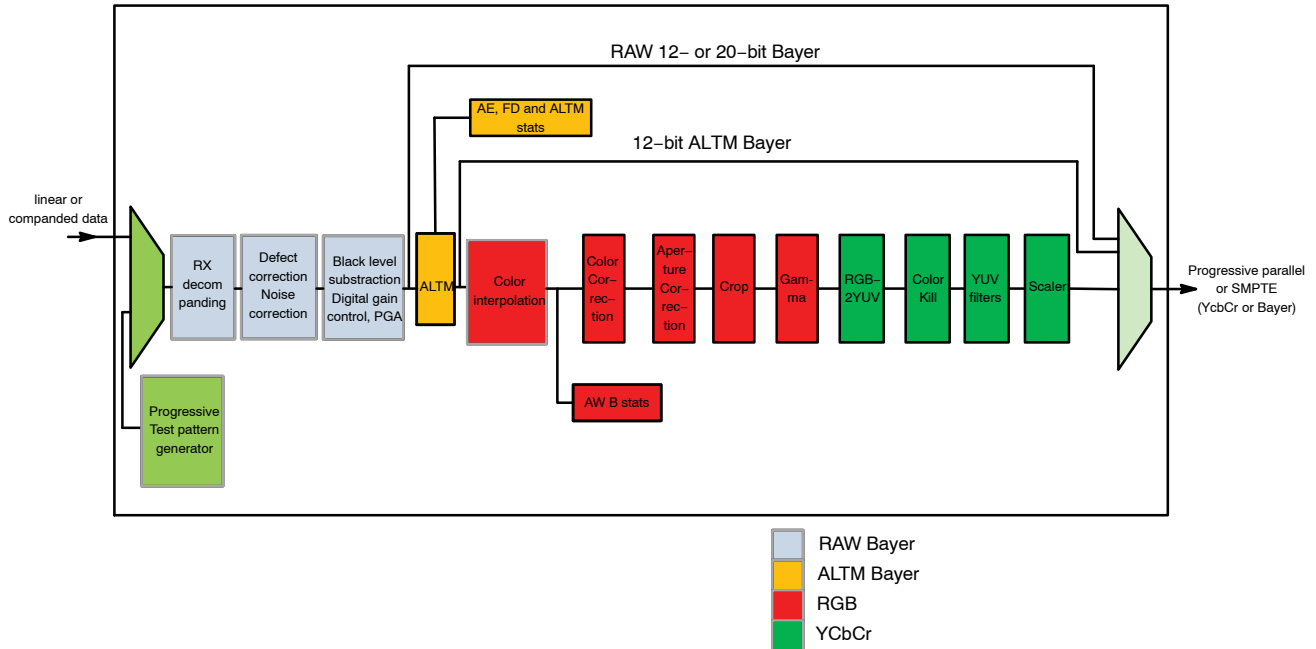 RAW 12− or 20−bit Bayer
AE, FD and ALTM
stats
12−bit ALTM Bayer
linear or
companded data
RX
decom
panding
Defect
correction
Noise
correction
Black level
substraction
Digital gain
control, PGA
ALTM
Color
interpolation
Color
Cor−
rec−
tion
Aper−
ture
Cor−
rec−
tion
Crop
Gam−
ma
RGB−
2YUV
Color
Kill
YUV
filters
Scaler
Progressive parallel
or SMPTE
(YcbCr or Bayer)
AW B stats
Progressive
Test pattern
generator
RAW Bayer
ALTM Bayer
RGB
YCbCr